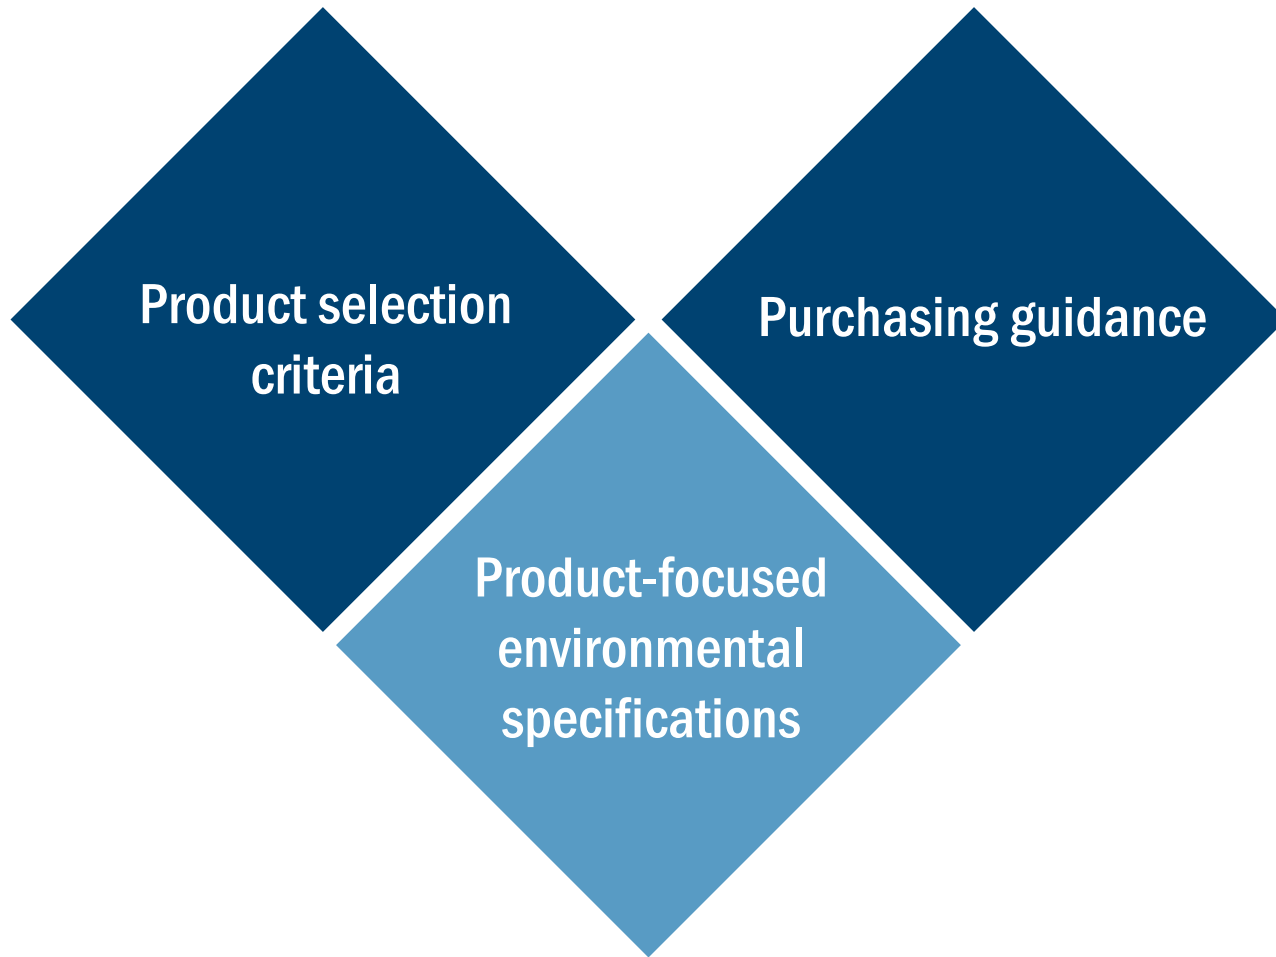 Product selection
criteria
Purchasing guidance
Product-focused
environmental
specifications